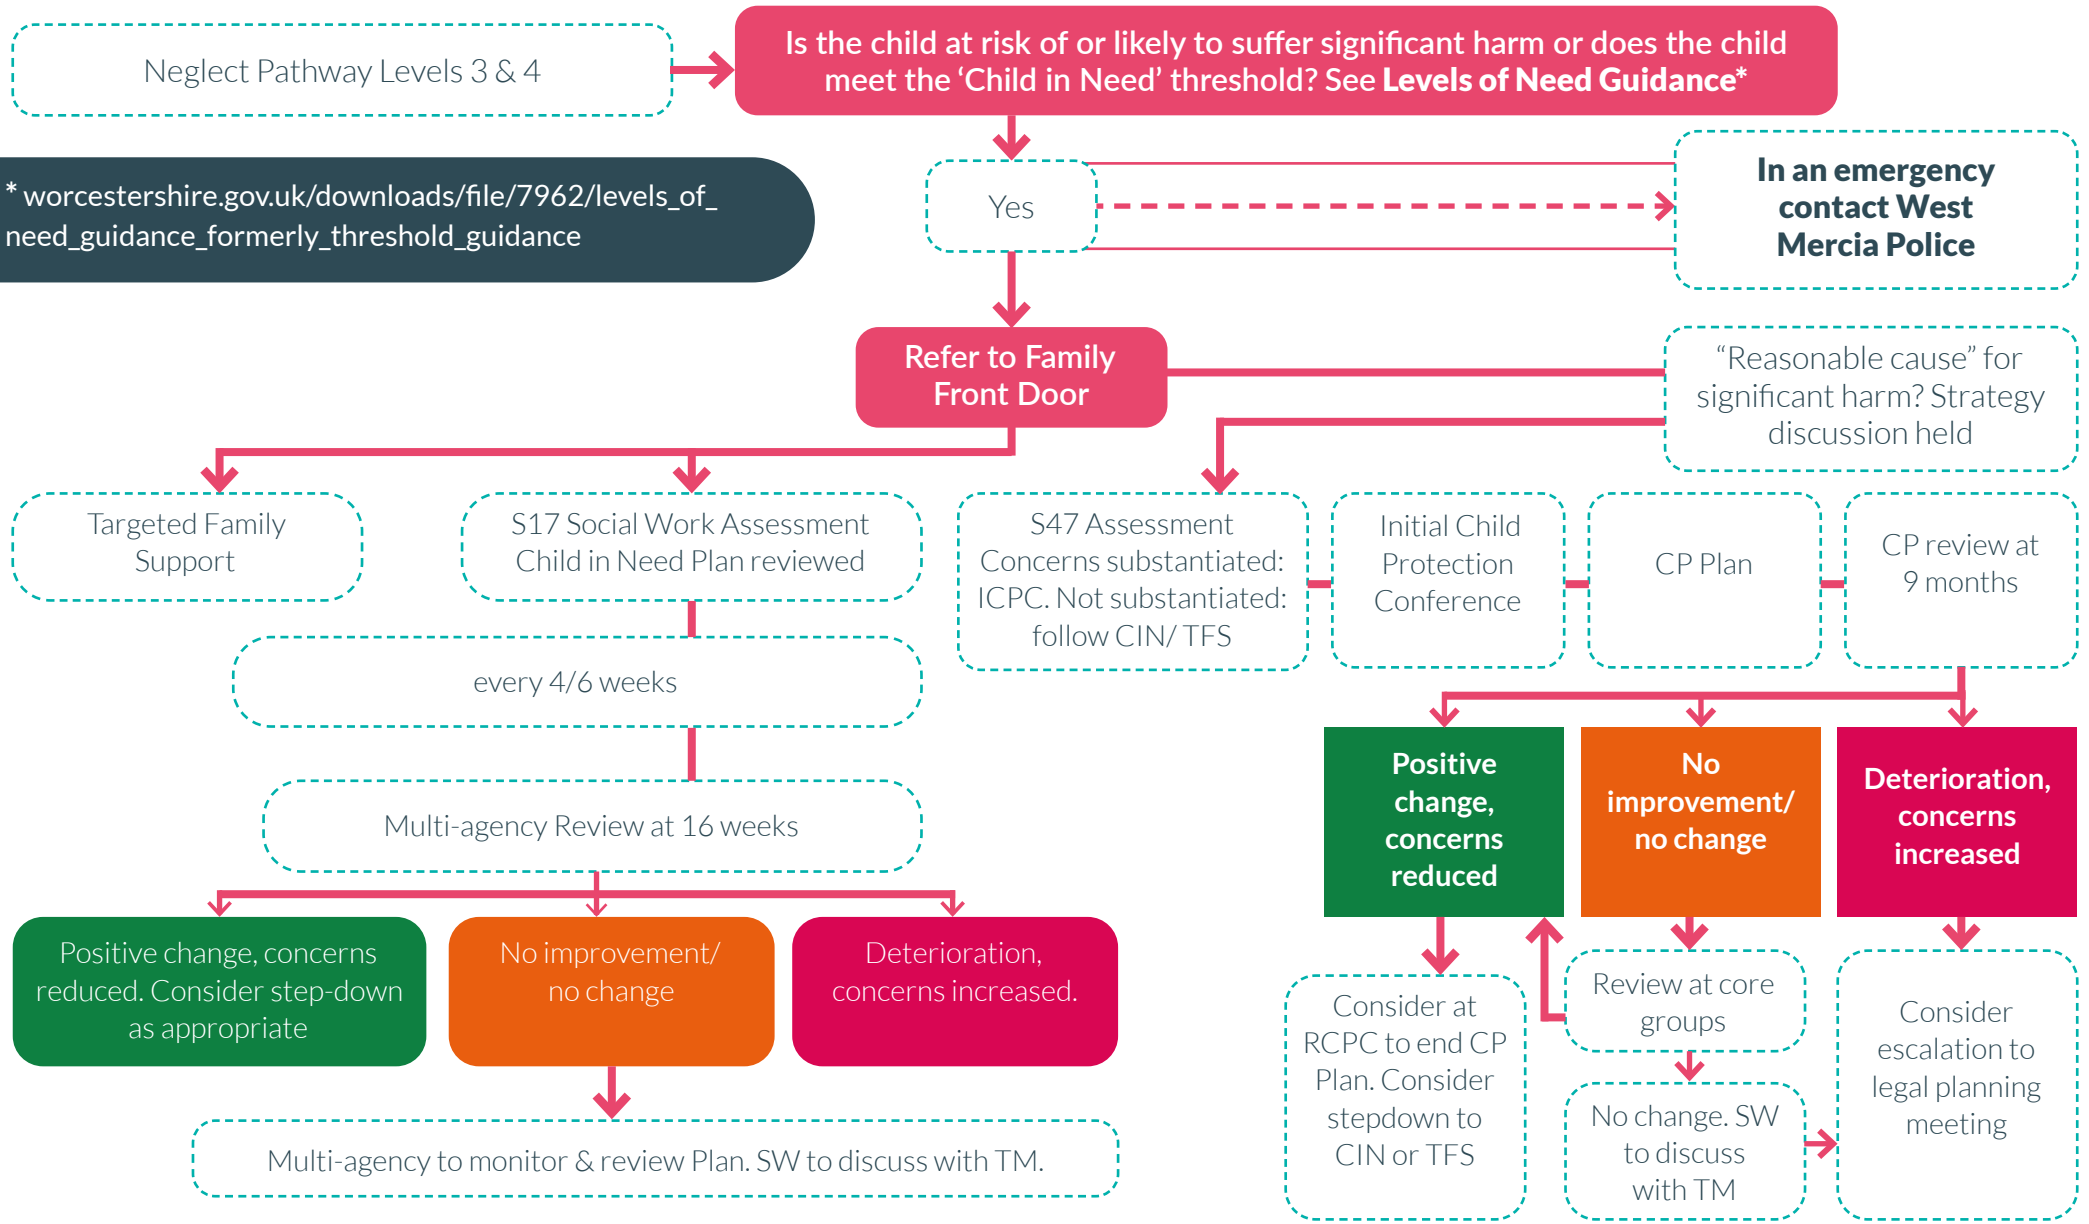 Neglect Pathway Levels 3 & 4
Is the child at risk of or likely to suffer significant harm or does the child
meet the ‘Child in Need’ threshold? See Levels of Need Guidance*
* worcestershire.gov.uk/downloads/file/7962/levels_of_
need_guidance_formerly_threshold_guidance
Yes
In an emergency
contact West
Mercia Police
Refer to Family
Front Door
“Reasonable cause” for
significant harm? Strategy
discussion held
Targeted Family
Support
S17 Social Work Assessment
Child in Need Plan reviewed
S47 Assessment
Concerns substantiated:
ICPC. Not substantiated:
follow CIN/ TFS
Initial Child
Protection
Conference
CP Plan
CP review at
9 months
every 4/6 weeks
Multi-agency Review at 16 weeks
Positive
change,
concerns
reduced
No
improvement/
no change
Deterioration,
concerns
increased
Positive change, concerns
reduced. Consider step-down
as appropriate
No improvement/
no change
Deterioration,
concerns increased.
Multi-agency to monitor & review Plan. SW to discuss with TM.
Consider at
RCPC to end CP
Plan. Consider
stepdown to
CIN or TFS
Review at core
groups
No change. SW
to discuss
with TM
Consider
escalation to
legal planning
meeting